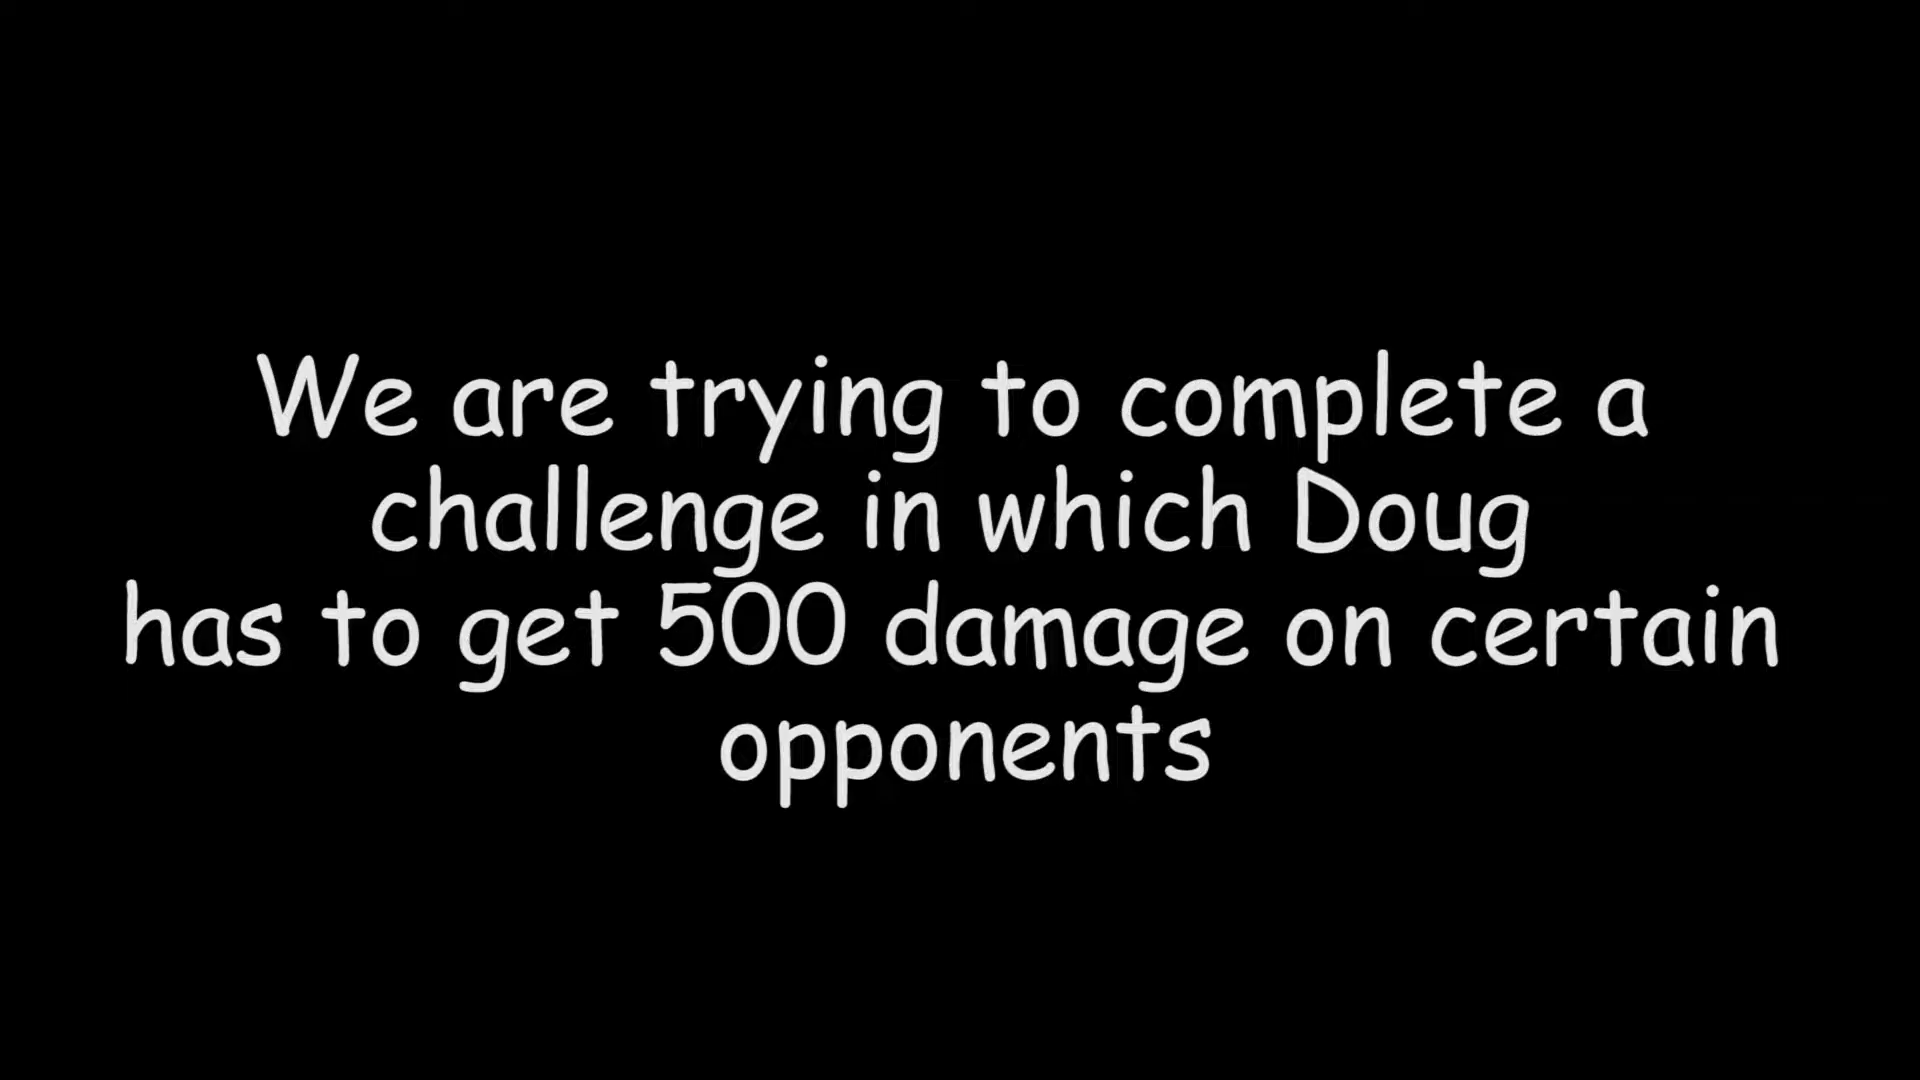 We are trying to complete a
challenge in which Doug
has to get 500 damage on certain
opponents